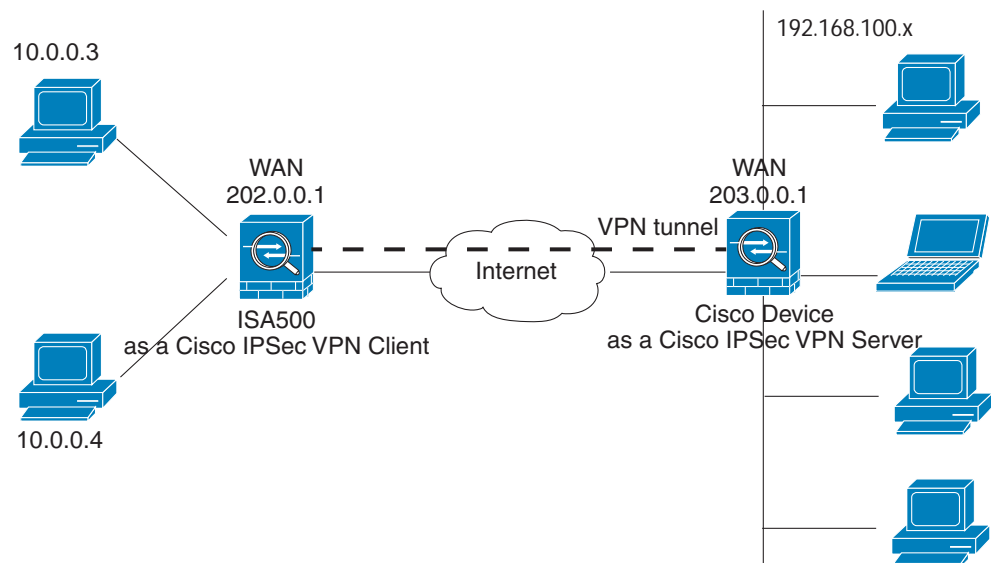 192.168.100.x
10.0.0.3
WAN
202.0.0.1
WAN
203.0.0.1
VPN tunnel
Internet
ISA500
as a Cisco IPSec VPN Client
Cisco Device
as a Cisco IPSec VPN Server
10.0.0.4